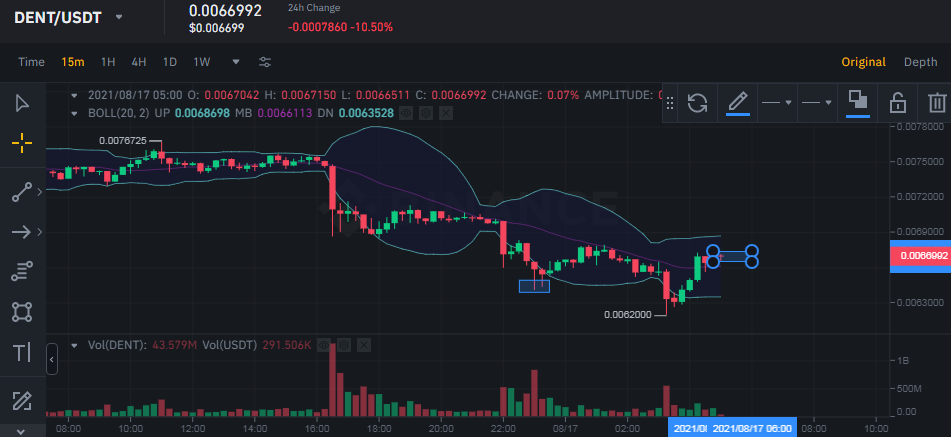 DENT/USDT
0.0066992
$0.006699
24h Change
-0.0007860 -10.50%
Time 15m 1H 4H 1D 1W
Original Depth
2021/08/17 05:00 O: 0.0067042 H: 0.0067150 L: 0.0066511 C: 0.0066992 CHANGE: 0.07% AMPLITUDE:
BOLL(20, 2) UP 0.0068698 MB 0.0066113 DN 0.0063528
0.0078000
0.0076725
0.0075000
0.0072000
0.0069000
0.0066992
0.0063000
0.0062000
Vol(DENT): 43.579M Vol(USDT) 291.506K
1B
500M
0.00
08:00 10:00 12:00 14:00 16:00 18:00 20:00 22:00 08/17 02:00 2021/0 2021/08/17 06:00 08:00 10:00